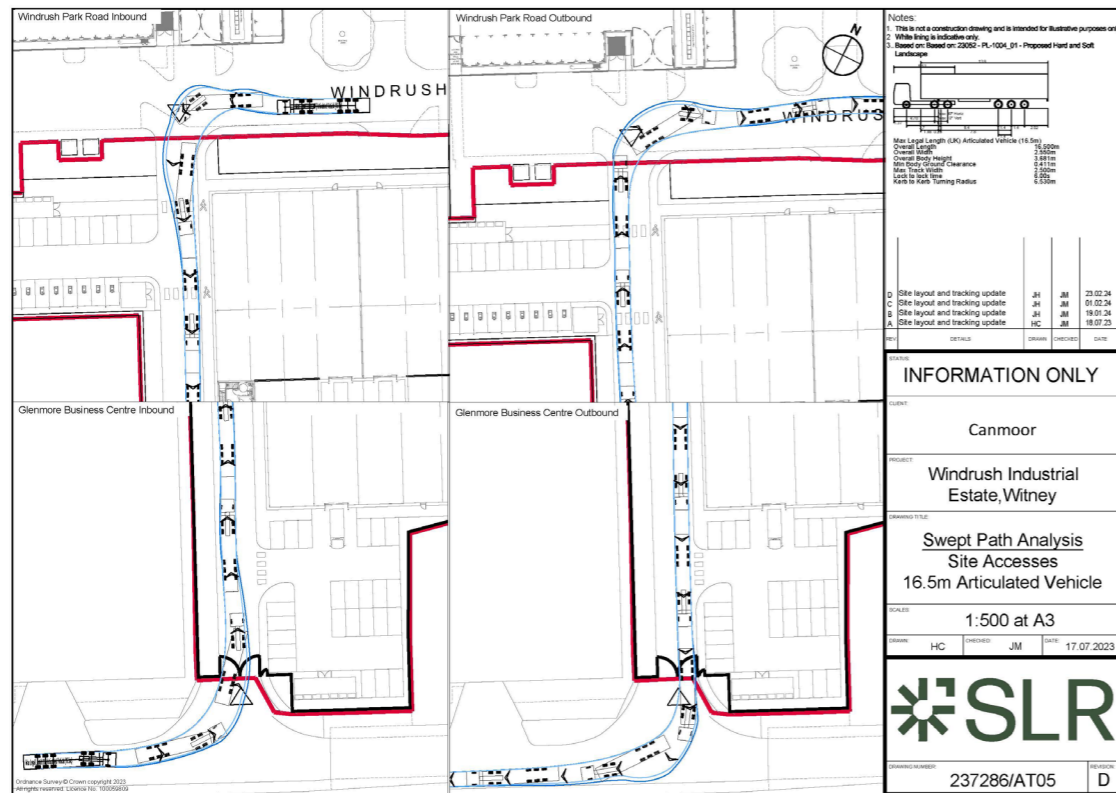 Windrush Park Road Inbound
WINDRUSH
Windrush Park Road Outbound
N
WINDRUS
Glenmore Business Centre Inbound
Ordnance Survey © Crown copyright 2023
All rights reserved. Licence No. 100059809
Glenmore Business Centre Outbound
Notes:
1. This is not a construction drawing and is intended for illustrative purposes on
2. White lining is indicative only.
3. Based on: Based on: 23052 - PL-1004_01 - Proposed Hard and Soft
Landscape
Max Legal Length (UK) Articulated Vehicle (16.5m)
Overall Length 16.500m
Overall Width 2.550m
Overall Body Height 3.681m
Min Body Ground Clearance 0.411m
Max Track Width 2.500m
Lock to lock time 6.00s
Kerb to Kerb Turning Radius 6.530m
D Site layout and tracking update JH JM 23.02.24
C Site layout and tracking update JH JM 01.02.24
B Site layout and tracking update JH JM 19.01.24
A Site layout and tracking update HC JM 18.07.23
REV DETAILS DRAWN CHECKED DATE
STATUS
INFORMATION ONLY
CLIENT
Canmoor
PROJECT
Windrush Industrial
Estate,Witney
DRAWING TITLE
Swept Path Analysis
Site Accesses
16.5m Articulated Vehicle
SCALES
1:500 at A3
DRAWN HC CHECKED JM DATE 17.07.2023
SLR
DRAWING NUMBER
237286/AT05
REVISION
D